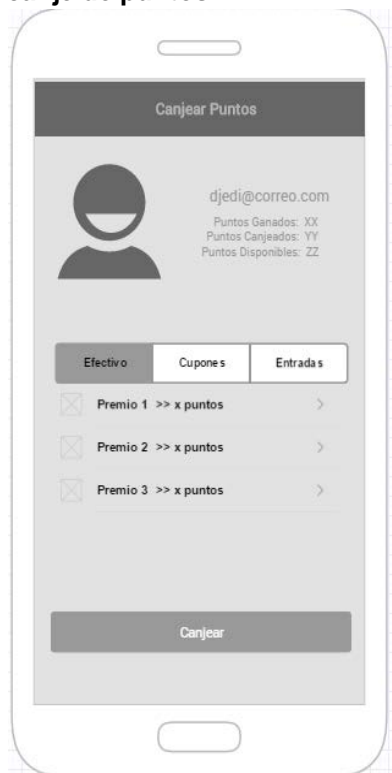 Canjear Puntos
djedi@correo.com
Puntos Ganados: XX
Puntos Canjeados: YY
Puntos Disponibles: ZZ
Efectivo Cupones Entradas
Premio 1 >> x puntos
Premio 2 >> x puntos
Premio 3 >> x puntos
Canjear